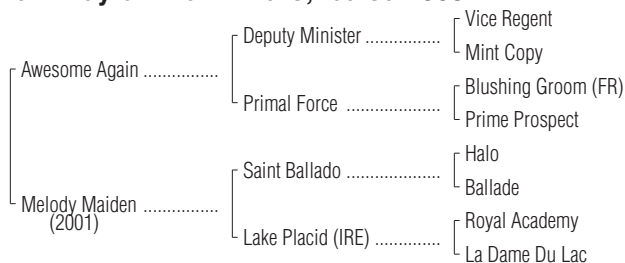 Vice Regent
Deputy Minister ................
Mint Copy
Awesome Again ................
Blushing Groom (FR)
Primal Force ....................
Prime Prospect
Halo
Saint Ballado ....................
Ballade
Melody Maiden ................
(2001)
Royal Academy
Lake Placid (IRE) ...............
La Dame Du Lac